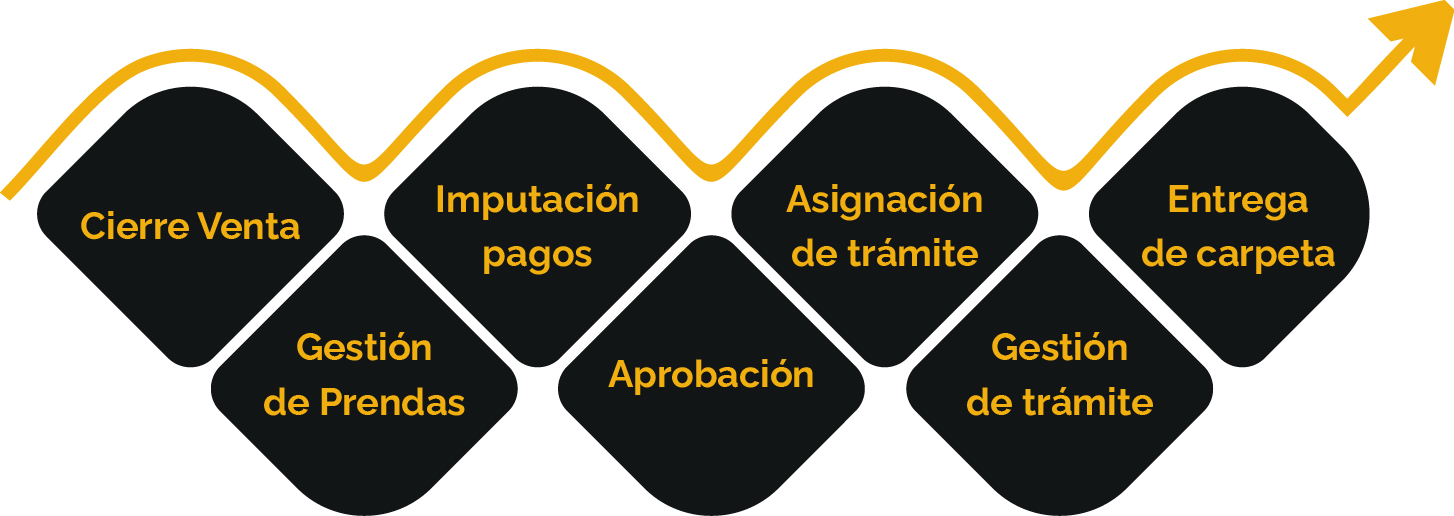 Cierre Venta
Gestión
de Prendas
Imputación
pagos
Aprobación
Asignación
de trámite
Gestión
de trámite
Entrega
de carpeta